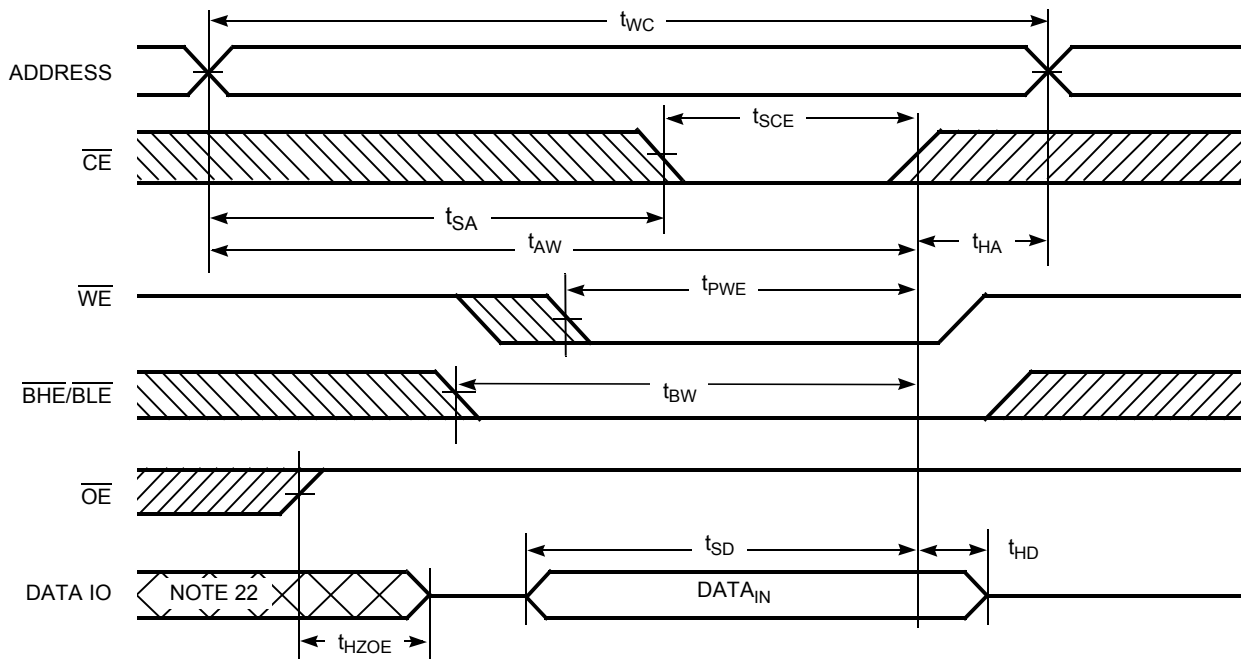 tWC
ADDRESS
tSCE
CE
tSA
tAW
tHA
WE
tPWE
BHE/BLE
tBW
OE
tSD
tHD
DATA IO
NOTE 22
DATAIN
tHZOE